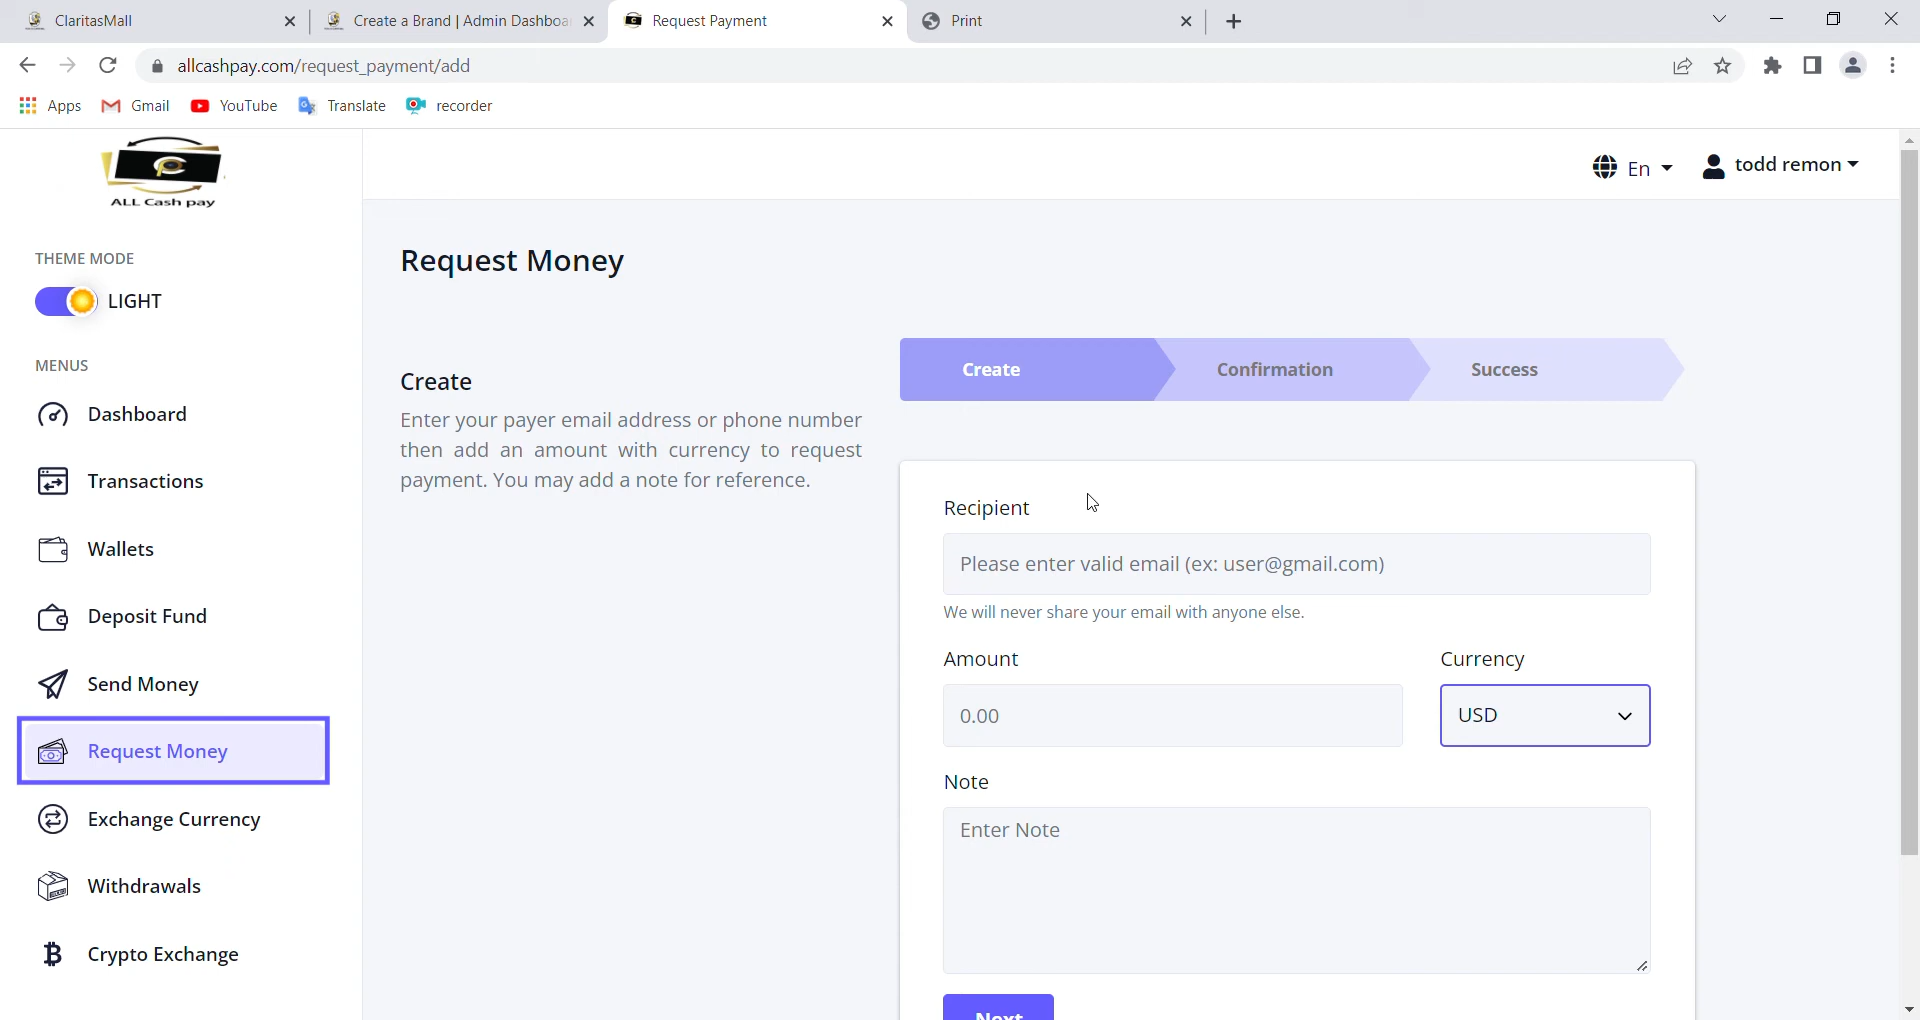 ClaritasMall
Create a Brand | Admin Dashboa
Request Payment
Print
allcashpay.com/request_payment/add
Apps
Gmail
YouTube
Translate
recorder
ALL Cash pay
En
todd remon
THEME MODE
LIGHT
MENUS
Dashboard
Transactions
Wallets
Deposit Fund
Send Money
Request Money
Exchange Currency
Withdrawals
Crypto Exchange
Request Money
Create
Enter your payer email address or phone number
then add an amount with currency to request
payment. You may add a note for reference.
Create
Confirmation
Success
Recipient
Please enter valid email (ex: user@gmail.com)
We will never share your email with anyone else.
Amount
Currency
0.00
USD
Note
Enter Note
Next